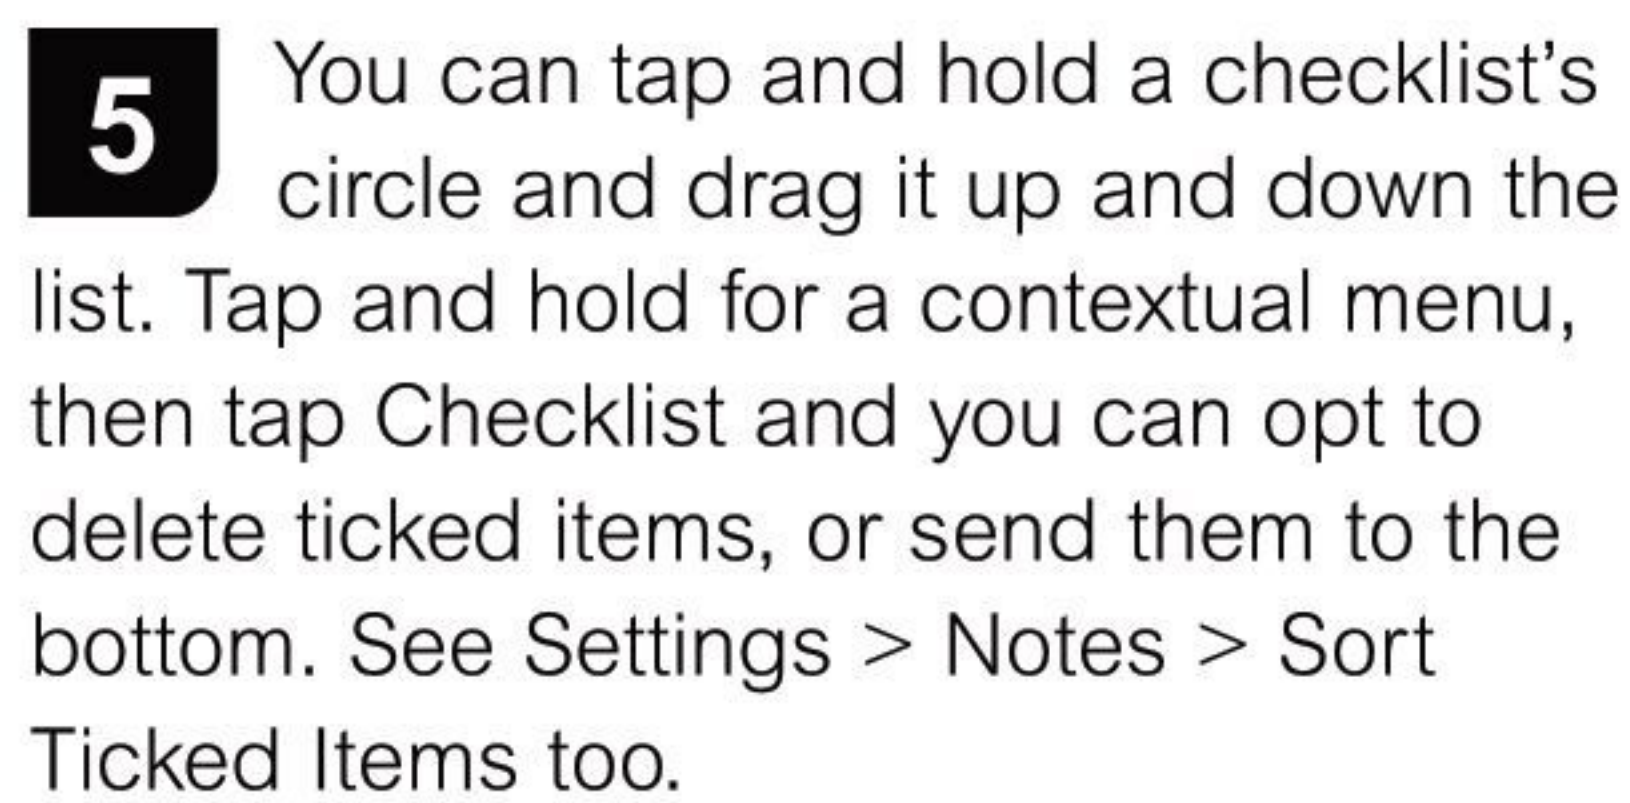 5
You can tap and hold a checklist’s
circle and drag it up and down the
list. Tap and hold for a contextual menu,
then tap Checklist and you can opt to
delete ticked items, or send them to the
bottom. See Settings > Notes > Sort
Ticked Items too.